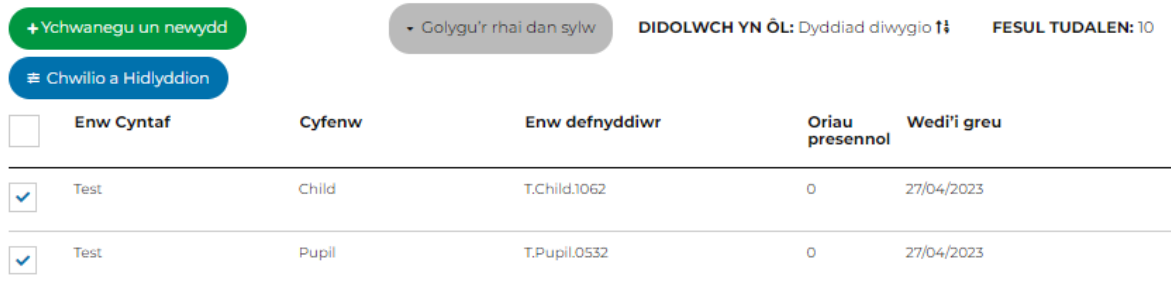 + Ychwanegu un newydd
Golygu’r rhai dan sylw
DIDOLWCH YN ÔL: Dyddiad diwygio
FESUL TUDALEN: 10
Chwilio a Hidlyddion
Enw Cyntaf Cyfenw Enw defnyddiwr Oriau presennol Wedi’i greu
Test Child T.Child.1062 0 27/04/2023
Test Pupil T.Pupil.0532 0 27/04/2023